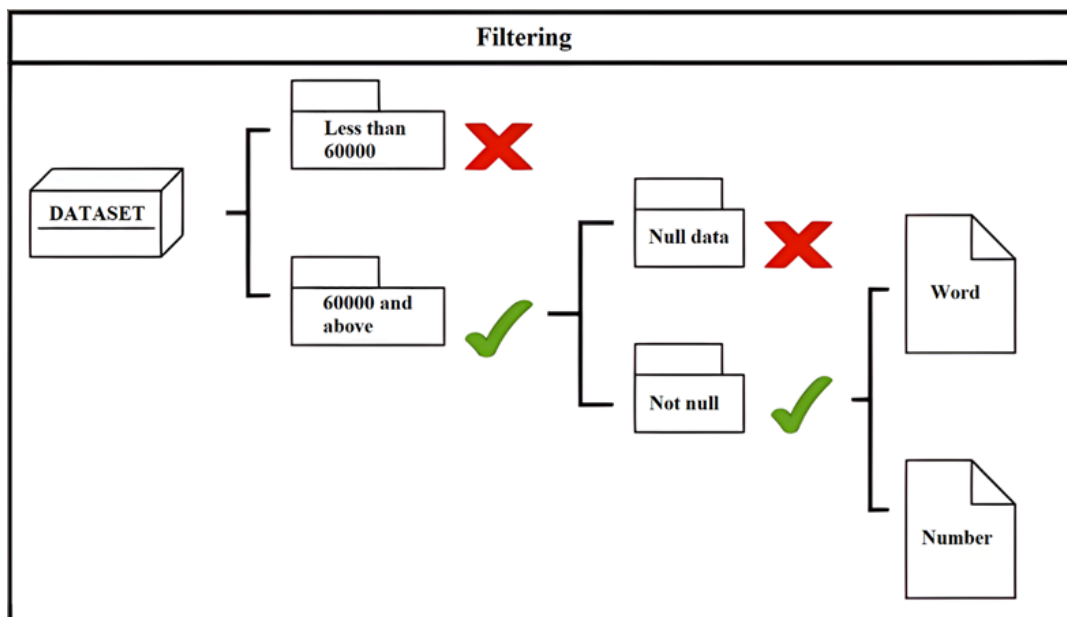 Filtering
Less than
60000
DATASET
Null data
60000 and
above
Word
Not null
Number